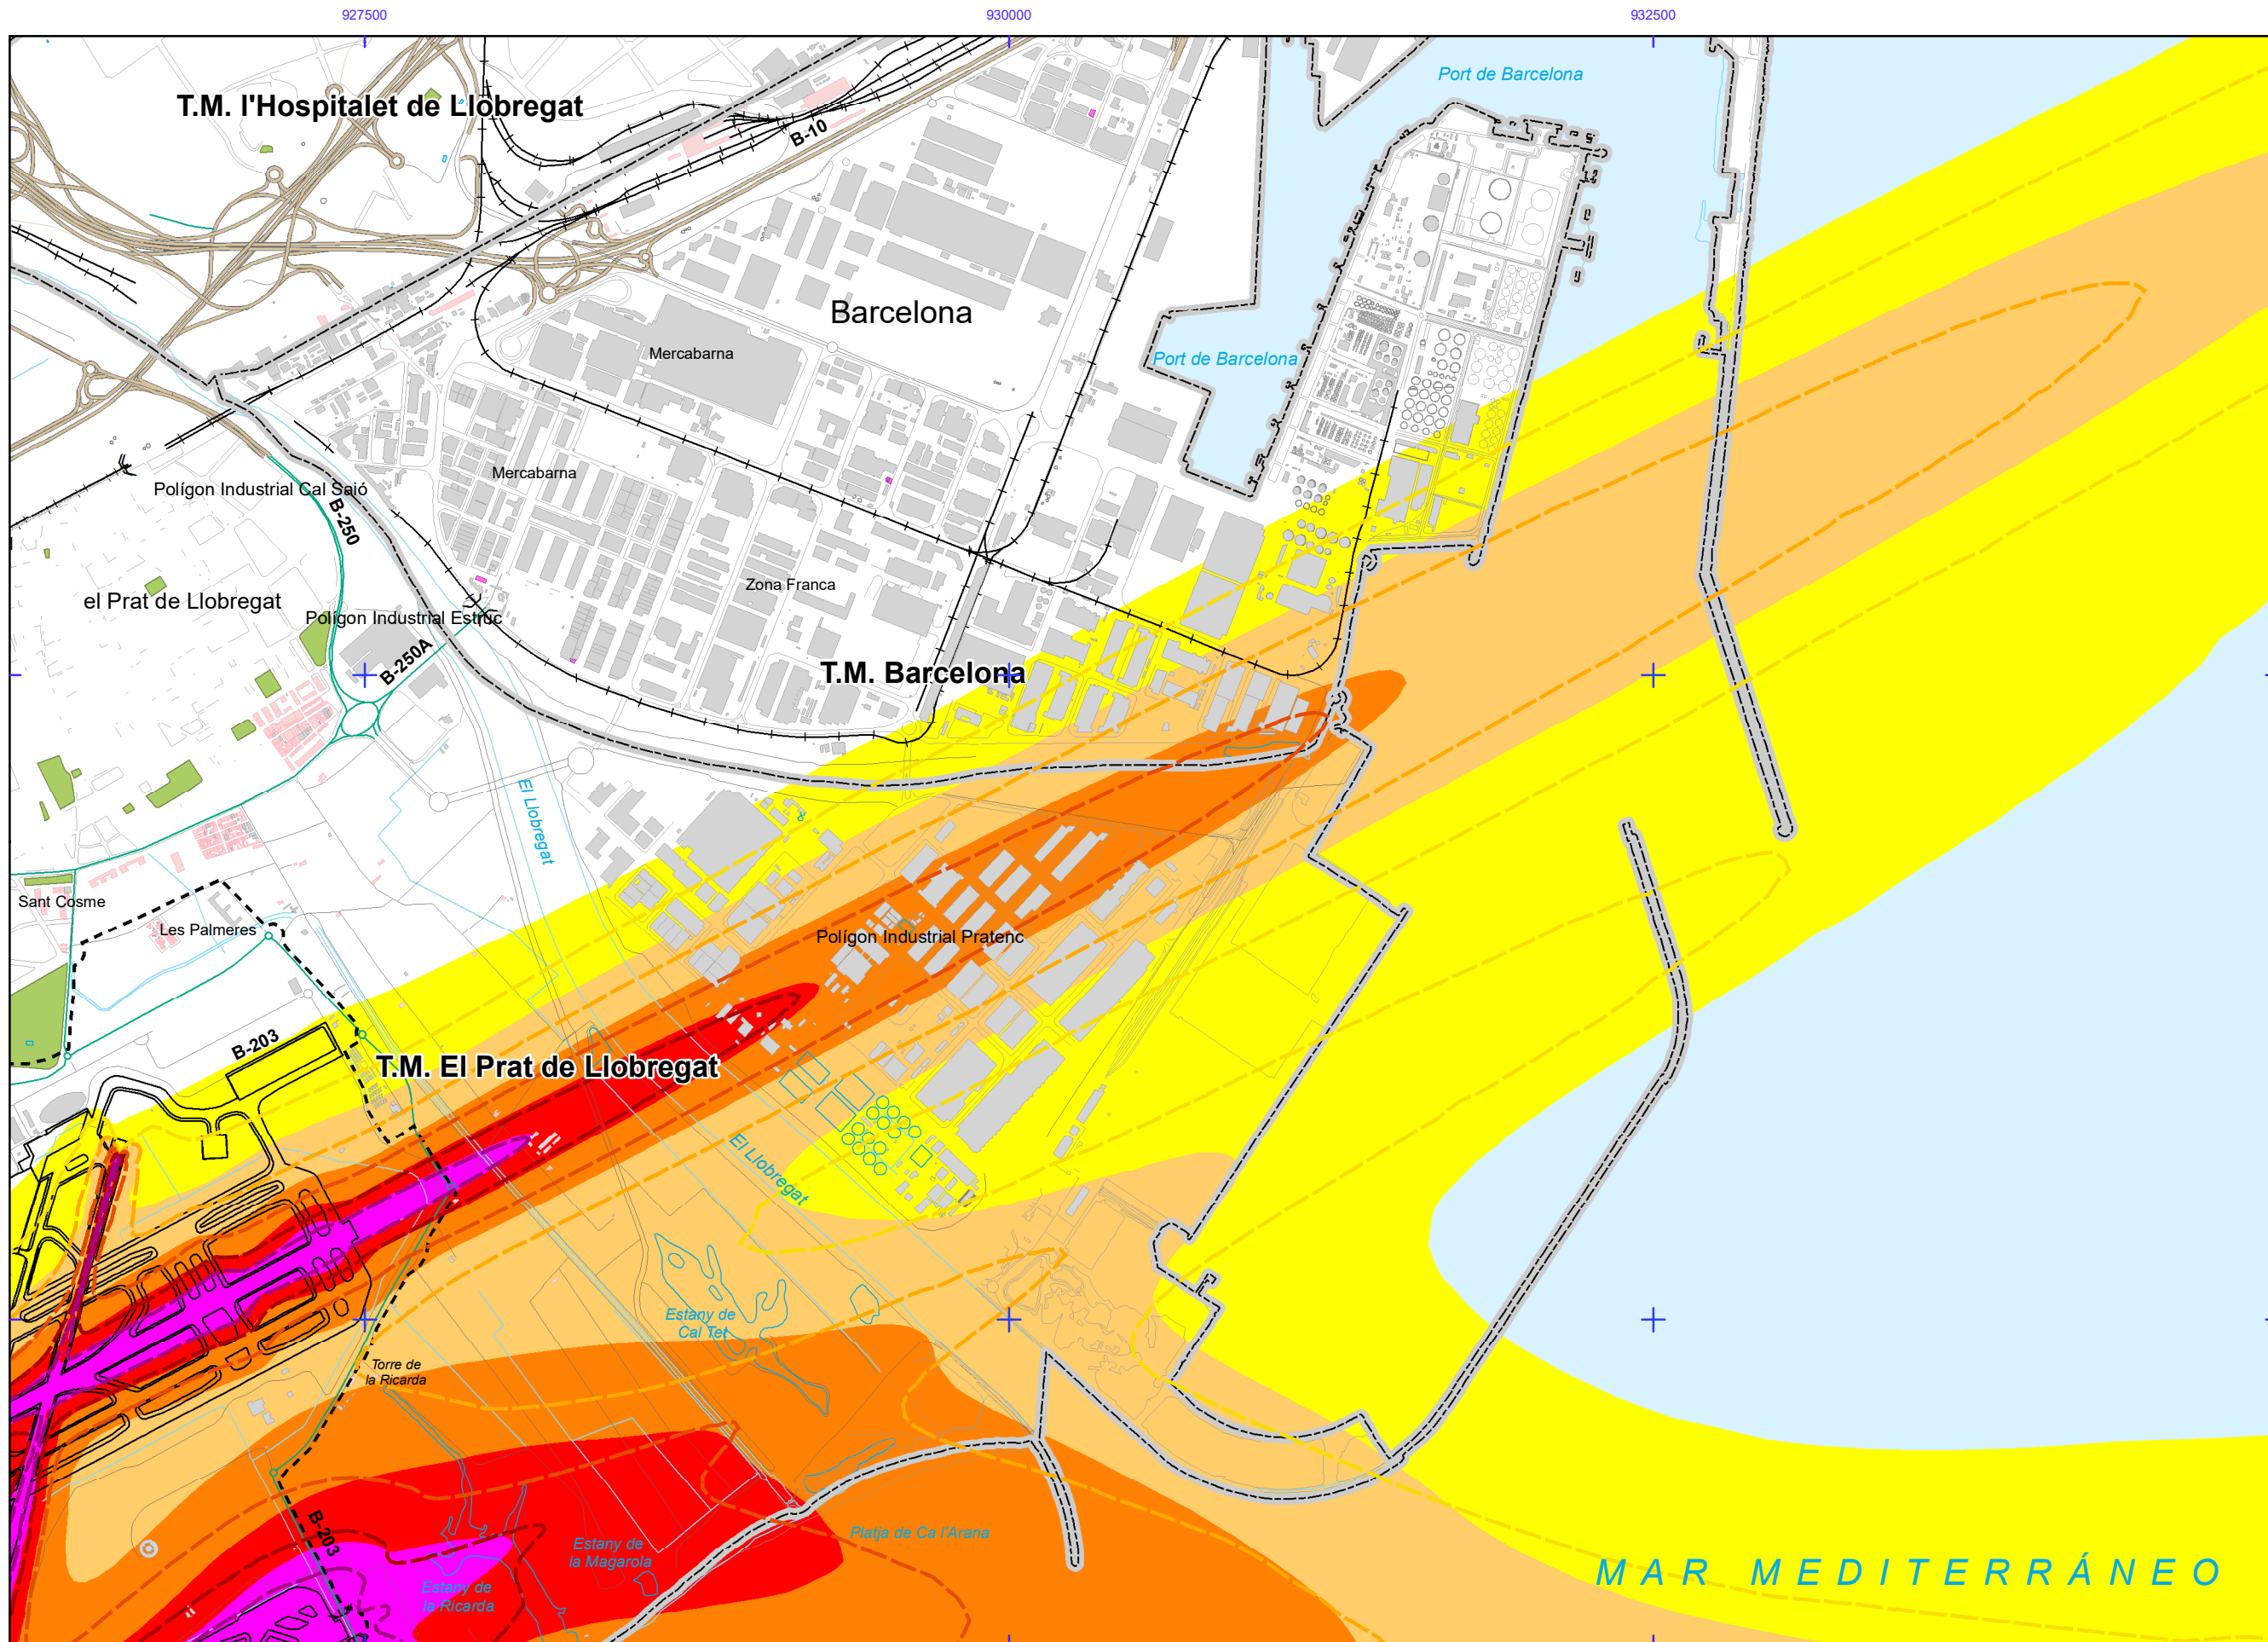 927500
930000
932500
Port de Barcelona
T.M. l'Hospitalet de Llobregat
B-10
Barcelona
Mercabarna
Port de Barcelona
Mercabarna
Polígon Industrial Cal Saió
B-250
Zona Franca
el Prat de Llobregat
Polígon Industrial Estruc
B-250A
T.M. Barcelona
El Llobregat
Sant Cosme
Les Palmeres
Polígon Industrial Pratenc
B-203
T.M. El Prat de Llobregat
El Llobregat
Estany de
Cal Tet
Torre de
la Ricarda
B-203
Platja de Ca l'Arana
Estany de
la Magarola
Estany de
la Ricarda
MAR MEDITERRÁNEO